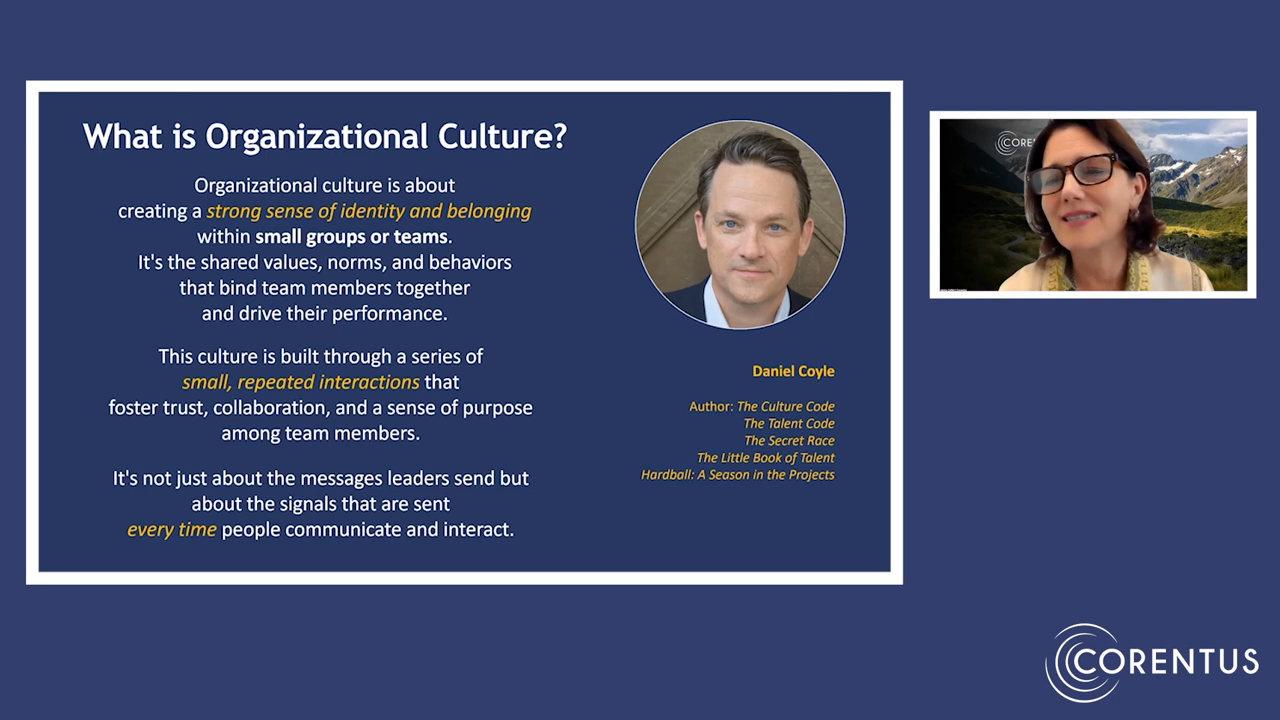 What is Organizational Culture?
Organizational culture is about
creating a strong sense of identity and belonging
within small groups or teams.
It's the shared values, norms, and behaviors
that bind team members together
and drive their performance.
This culture is built through a series of
small, repeated interactions that
foster trust, collaboration, and a sense of purpose
among team members.
It's not just about the messages leaders send but
about the signals that are sent
every time people communicate and interact.
Daniel Coyle
Author: The Culture Code
The Talent Code
The Secret Race
The Little Book of Talent
Hardball: A Season in the Projects
CORENTUS